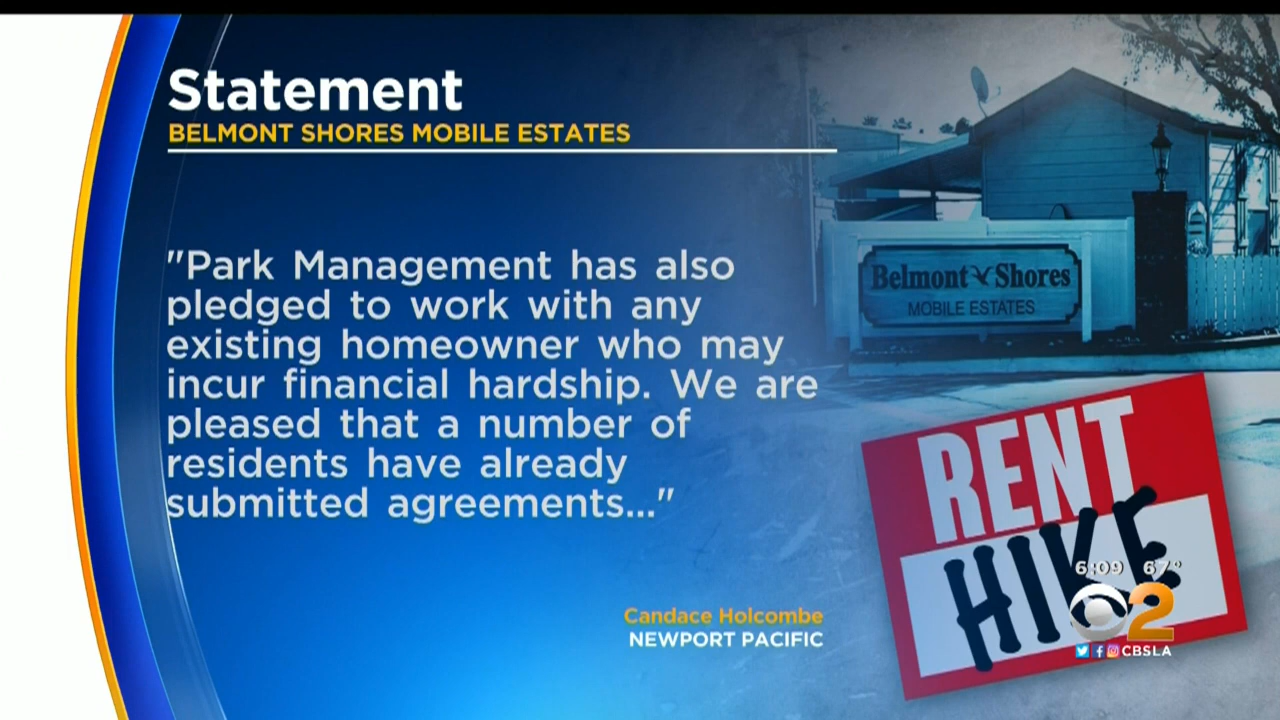 Statement
BELMONT SHORES MOBILE ESTATES
"Park Management has also
pledged to work with any
existing homeowner who may
incur financial hardship. We are
pleased that a number of
residents have already
submitted agreements..."
Candace Holcombe
NEWPORT PACIFIC
Belmont Shores
MOBILE ESTATES
RENT
HIKE
6:09 67°
2
CBSLA